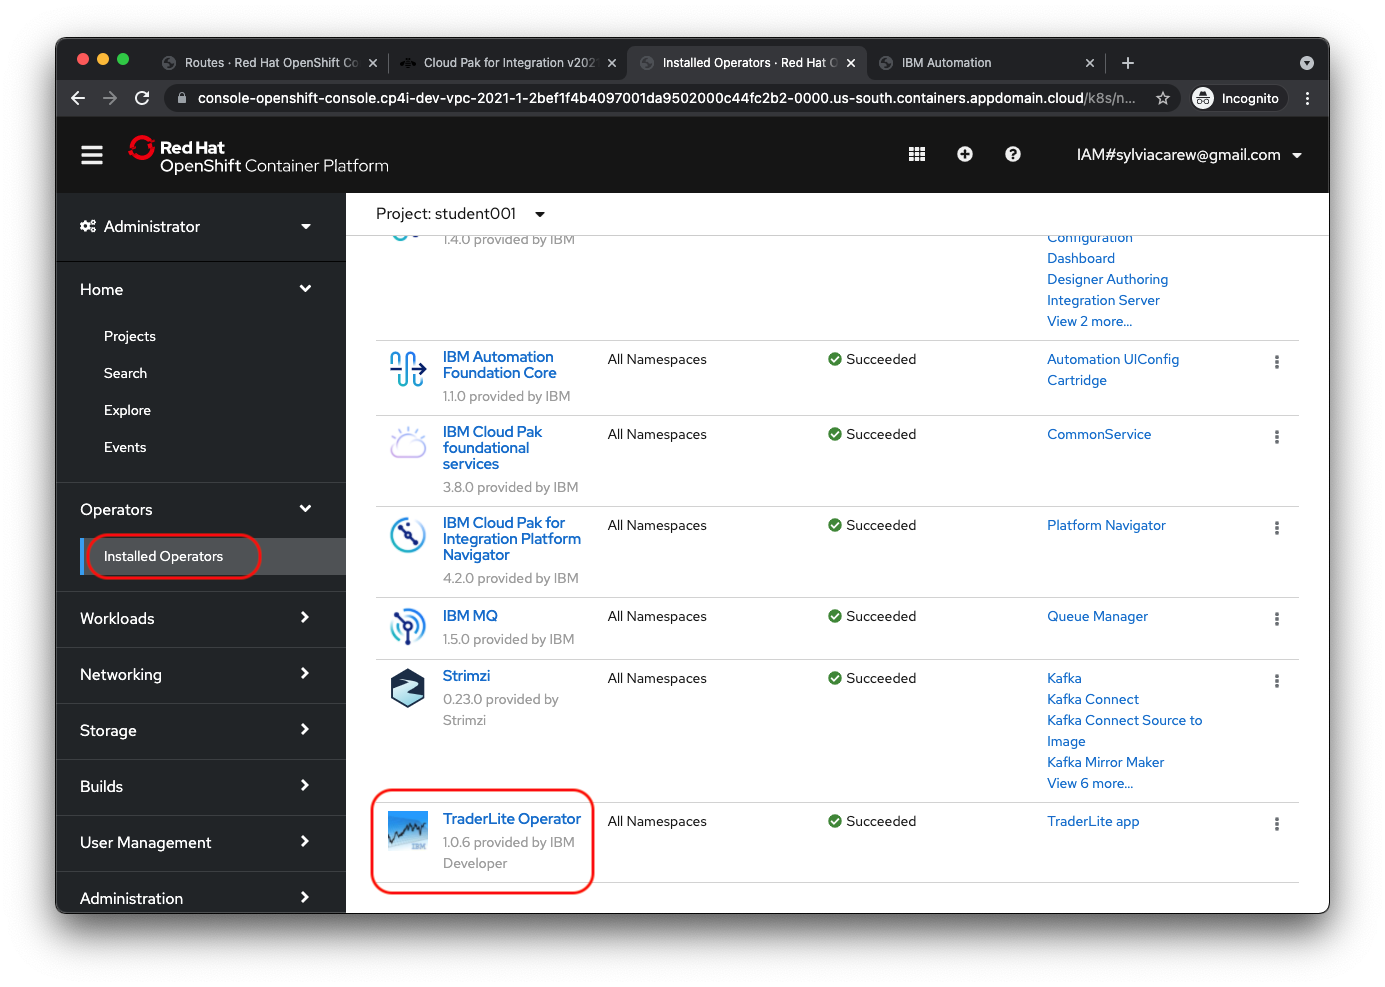 Routes · Red Hat OpenShift Co
Cloud Pak for Integration v202
Installed Operators · Red Hat O
IBM Automation
console-openshift-console.cp4i-dev-vpc-2021-1-2bef1f4b4097001da9502000c44fc2b2-0000.us-south.containers.appdomain.cloud/k8s/n...
Incognito
Red Hat
OpenShift Container Platform
IAM#sylviacarew@gmail.com
Administrator
Home
Projects
Search
Explore
Events
Operators
Installed Operators
Workloads
Networking
Storage
Builds
User Management
Administration
Project: student001
1.4.0 provided by IBM
Configuration
Dashboard
Designer Authoring
Integration Server
View 2 more...
IBM Automation
Foundation Core
1.1.0 provided by IBM
All Namespaces
Succeeded
Automation UIConfig
Cartridge
IBM Cloud Pak
foundational
services
3.8.0 provided by IBM
All Namespaces
Succeeded
CommonService
IBM Cloud Pak for
Integration Platform
Navigator
4.2.0 provided by IBM
All Namespaces
Succeeded
Platform Navigator
IBM MQ
1.5.0 provided by IBM
All Namespaces
Succeeded
Queue Manager
Strimzi
0.23.0 provided by
Strimzi
All Namespaces
Succeeded
Kafka
Kafka Connect
Kafka Connect Source to
Image
Kafka Mirror Maker
View 6 more...
IBM
TraderLite Operator
1.0.6 provided by IBM
Developer
All Namespaces
Succeeded
TraderLite app